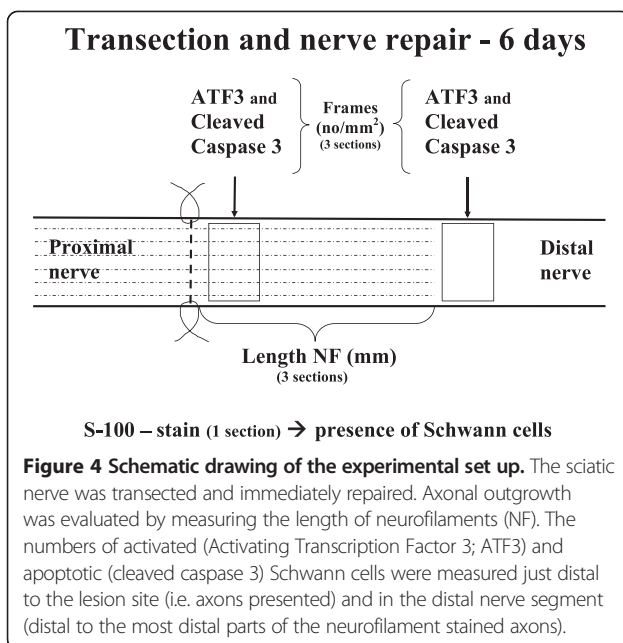 Transection and nerve repair - 6 days
ATF3 and
Cleaved
Caspase 3
Frames
(no/mm²)
(3 sections)
ATF3 and
Cleaved
Caspase 3
Proximal
nerve
Distal
nerve
Length NF (mm)
(3 sections)
S-100 – stain (1 section) → presence of Schwann cells
Figure 4 Schematic drawing of the experimental set up. The sciatic
nerve was transected and immediately repaired. Axonal outgrowth
was evaluated by measuring the length of neurofilaments (NF). The
numbers of activated (Activating Transcription Factor 3; ATF3) and
apoptotic (cleaved caspase 3) Schwann cells were measured just distal
to the lesion site (i.e. axons presented) and in the distal nerve segment
(distal to the most distal parts of the neurofilament stained axons).